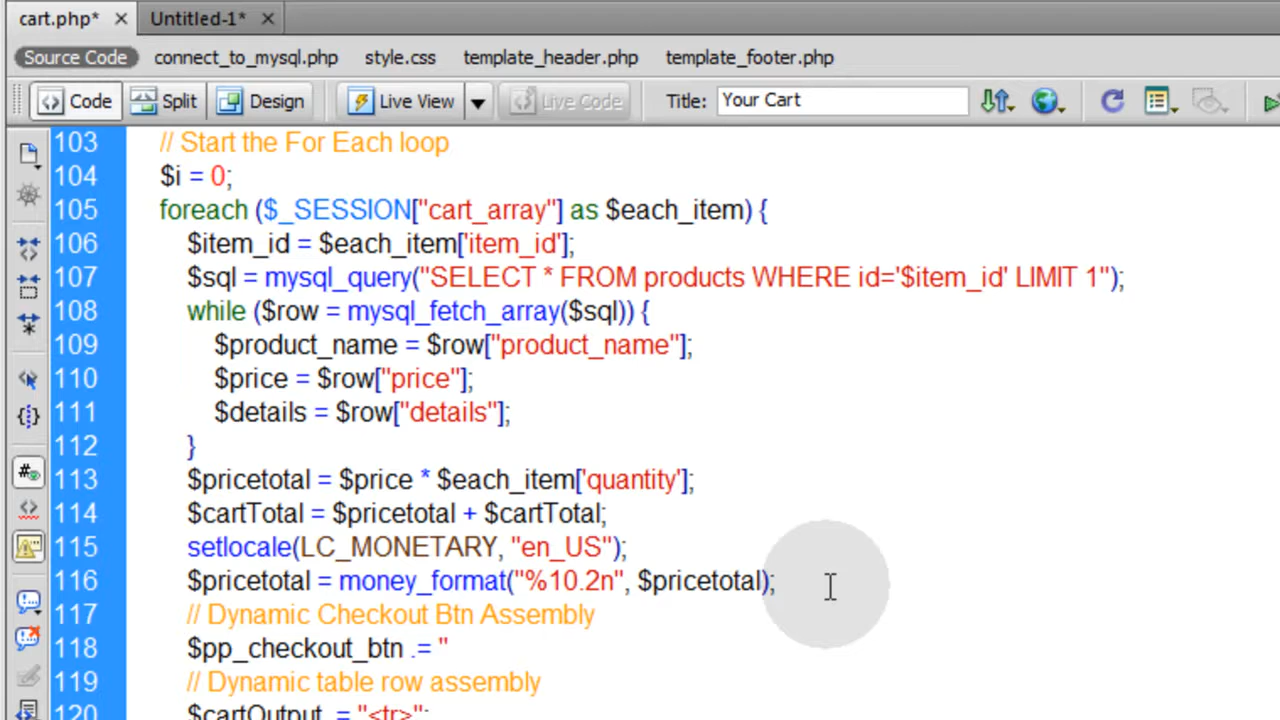 cart.php* × Untitled-1* ×
Source Code connect_to_mysql.php style.css template_header.php template_footer.php
Code Split Design Live View Live Code Title: Your Cart
103 // Start the For Each loop
104 $i = 0;
105 foreach ($_SESSION["cart_array"] as $each_item) {
106 $item_id = $each_item['item_id'];
107 $sql = mysql_query("SELECT * FROM products WHERE id='$item_id' LIMIT 1");
108 while ($row = mysql_fetch_array($sql)) {
109 $product_name = $row["product_name"];
110 $price = $row["price"];
111 $details = $row["details"];
112 }
113 $pricetotal = $price * $each_item['quantity'];
114 $cartTotal = $pricetotal + $cartTotal;
115 setlocale(LC_MONETARY, "en_US");
116 $pricetotal = money_format("%10.2n", $pricetotal);
117 // Dynamic Checkout Btn Assembly
118 $pp_checkout_btn .= "
119 // Dynamic table row assembly
120 $cartOutput .= "<tr>";